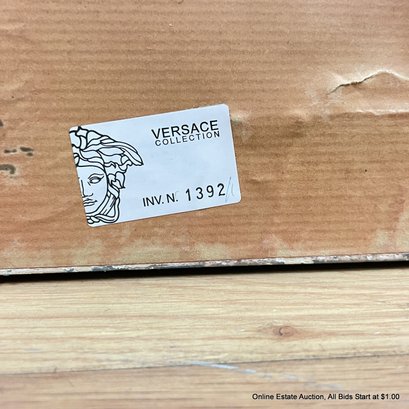 VERSACE
COLLECTION
INV. N. 1392
Online Estate Auction, All Bids Start at $1.00